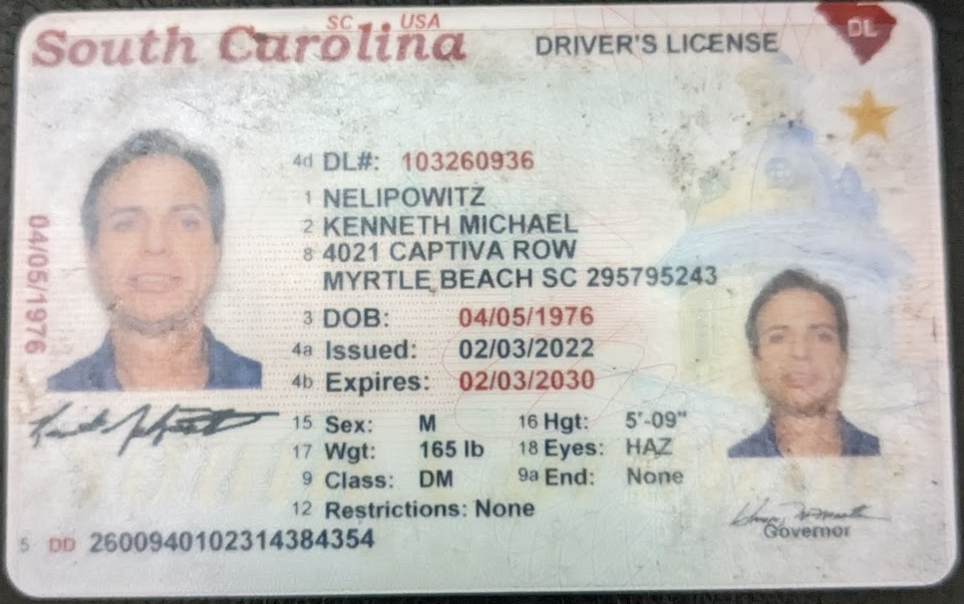 SC USA
South Carolina
DRIVER'S LICENSE
DL
4d DL#: 103260936
1 NELIPOWITZ
2 KENNETH MICHAEL
8 4021 CAPTIVA ROW
MYRTLE BEACH SC 295795243
3 DOB: 04/05/1976
4a Issued: 02/03/2022
4b Expires: 02/03/2030
15 Sex: M 16 Hgt: 5'-09"
17 Wgt: 165 lb 18 Eyes: HAZ
9 Class: DM 9a End: None
12 Restrictions: None
5 DD 2600940102314384354
04/05/1976
Governor